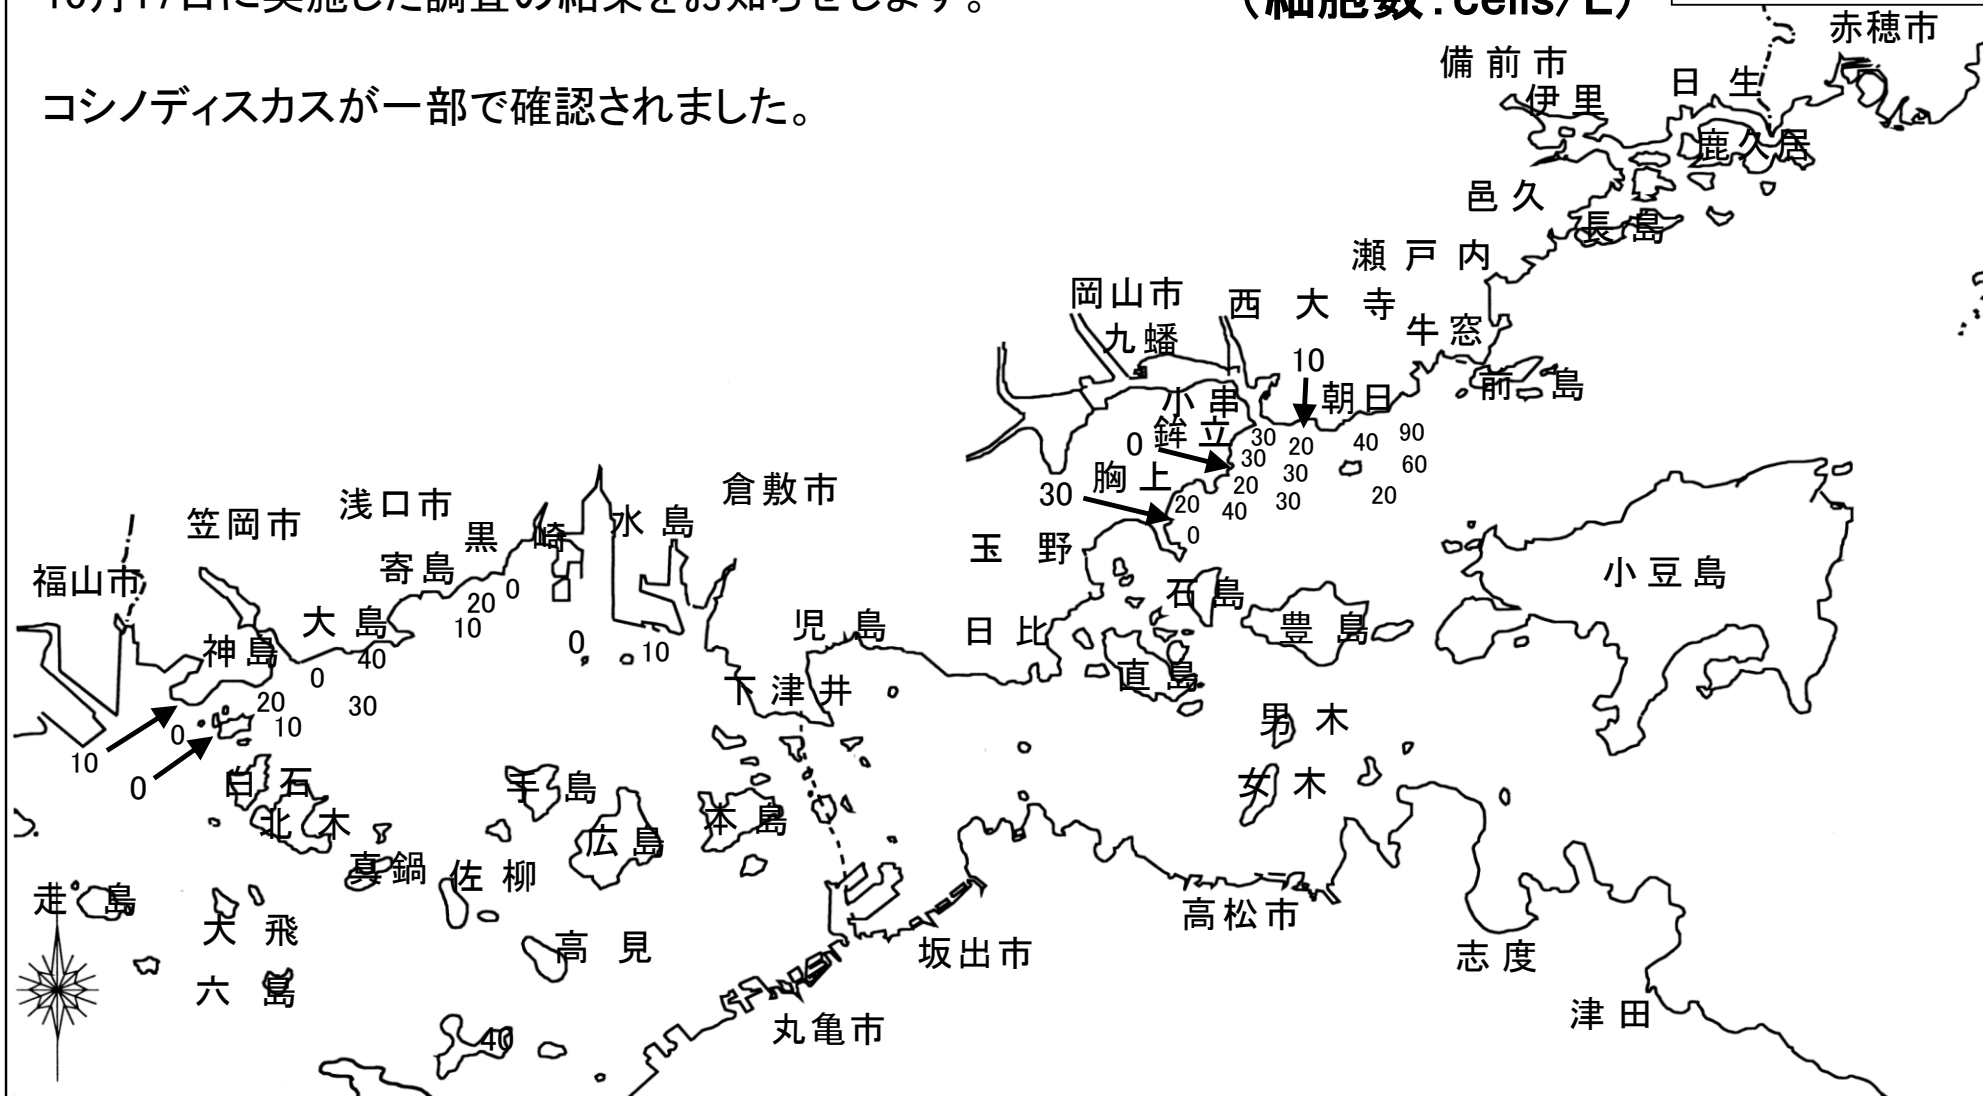 10月17日に実施した調査の結果をお知らせします。
(細胞数:cells/L)
コシノディスカスが一部で確認されました。
赤穂市
備前市
日生
伊里
鹿久居
邑久
長島
瀬戸内
岡山市
西大寺
九蟠
牛窓
10
前島
小串
朝日
0
鉾立
30
20
40
90
30
30
60
胸上
30
20
20
30
20
40
0
倉敷市
浅口市
笠岡市
黒崎
水島
玉野
寄島
福山市
0
20
10
石島
小豆島
大島
児島
日比
豊島
神島
40
0
10
0
直島
下津井
20
30
10
0
男木
10
0
白石
手島
女木
北木
広島
本島
真鍋
佐柳
走島
大飛
高見
坂出市
高松市
志度
六島
津田
丸亀市
40